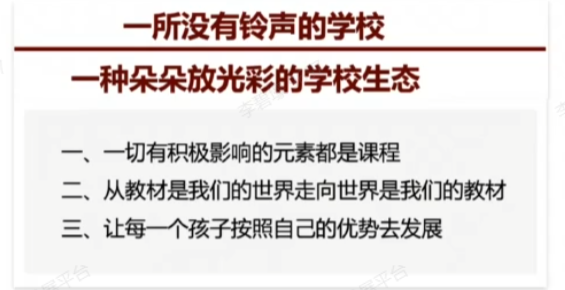 一所没有铃声的学校
一种朵朵放光彩的学校生态
一、一切有积极影响的元素都是课程
二、从教材是我们的世界走向世界是我们的教材
三、让每一个孩子按照自己的优势去发展